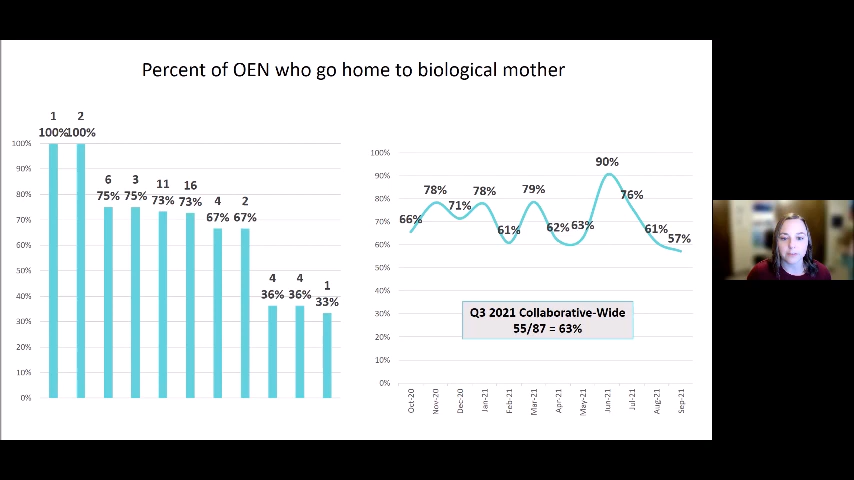 Percent of OEN who go home to biological mother
1 2
100% 100%
6 3 11 16 4 2
75% 75% 73% 73% 67% 67%
4 4 1
36% 36% 33%
100%
90%
80%
70%
60%
50%
40%
30%
20%
10%
0%
100%
90%
80%
70%
60%
50%
40%
30%
20%
10%
0%
66% 78% 71% 78% 61% 79% 62% 63% 90% 76% 61% 57%
Q3 2021 Collaborative-Wide
55/87 = 63%
Oct-20
Nov-20
Dec-20
Jan-21
Feb-21
Mar-21
Apr-21
May-21
Jun-21
Jul-21
Aug-21
Sep-21